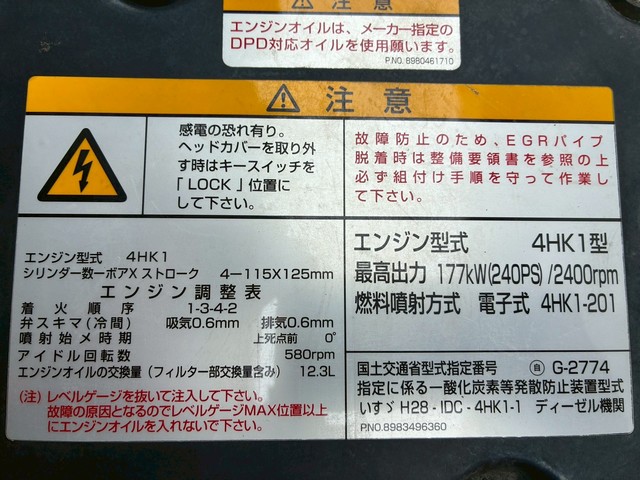 注意
エンジンオイルは、メーカー指定の
DPD対応オイルを使用願います。
P.NO. 8980461710
注意
感電の恐れ有り。
ヘッドカバーを取り外
す時はキースイッチを
「LOCK」位置に
して下さい。
故障防止のため、EGRパイプ
脱着時は整備要領書を参照の上
必ず組付け手順を守って作業し
て下さい。
エンジン型式 4HK1
シリンダー数ーボアX ストローク 4－115X125mm
エンジン調整表
着火順序 1-3-4-2
弁スキマ(冷間) 吸気0.6mm 排気0.6mm
噴射始メ時期 上死点前 0°
アイドル回転数 580rpm
エンジンオイルの交換量(フィルター部交換量含み) 12.3L
(注)レベルゲージを抜いて注入して下さい。
故障の原因となるのでレベルゲージMAX位置以上
にエンジンオイルを入れないで下さい。
エンジン型式 4HK1型
最高出力 177kW(240PS)/2400rpm
燃料噴射方式 電子式 4HK1-201
国土交通省型式指定番号 自 G-2774
指定に係る一酸化炭素等発散防止装置型式
いすゞ H28-IDC-4HK1-1 ディーゼル機関
P.NO. 8983496360